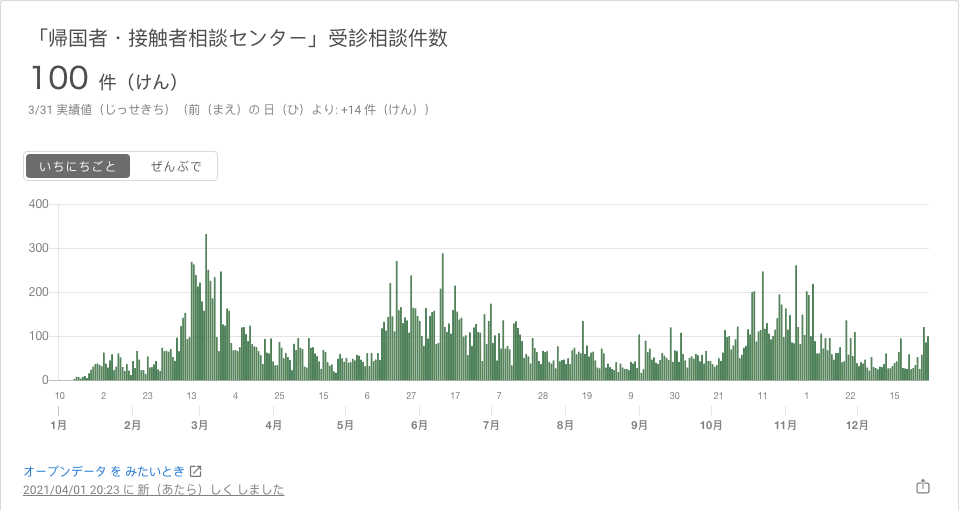 「帰国者・接触者相談センター」受診相談件数
100 件（けん）
3/31 実績値（じっせきち）（前（まえ）の 日（ひ）より: +14 件（けん））
いちにちごと ぜんぶで
400
300
200
100
0
10 2 23 13 4 25 15 6 27 17 7 28 19 9 30 21 11 1 22 15
1月 2月 3月 4月 5月 6月 7月 8月 9月 10月 11月 12月
オープンデータ を みたいとき
2021/04/01 20:23 に 新（あたら）しく しました